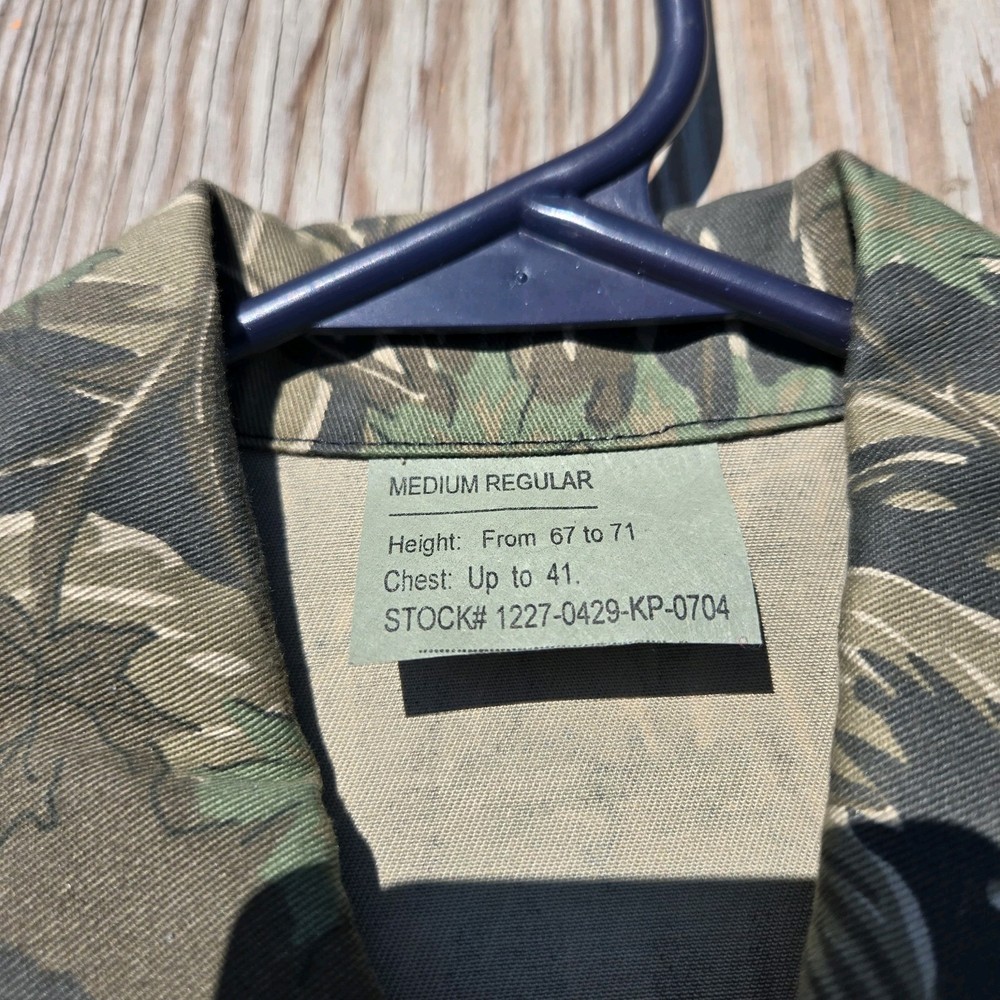 MEDIUM REGULAR
Height: From 67 to 71
Chest: Up to 41.
STOCK# 1227-0429-KP-0704